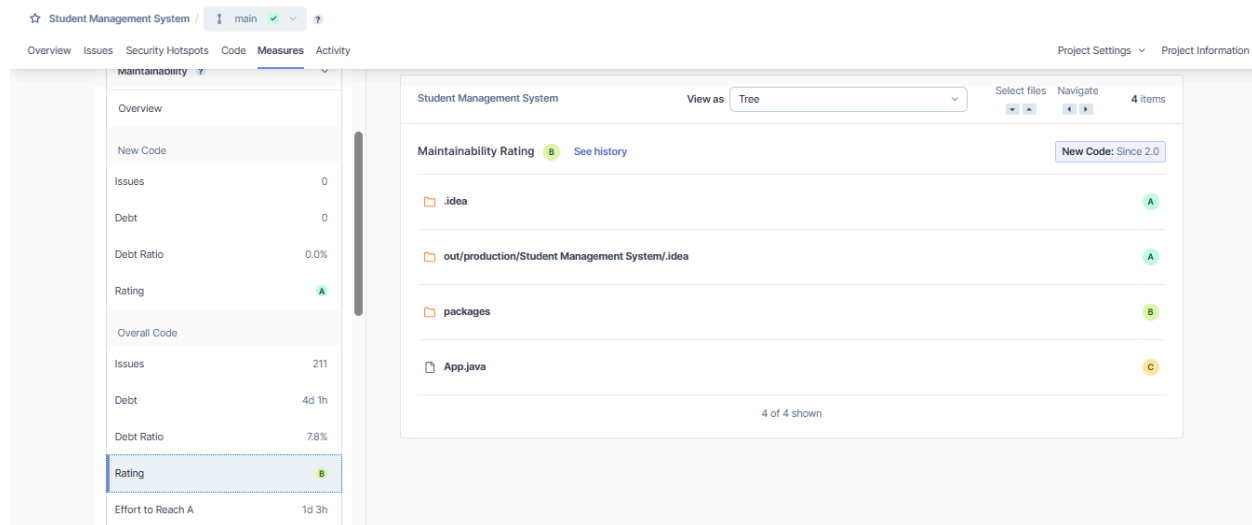 Student Management System / main ?
Overview Issues Security Hotspots Code Measures Activity Project Settings Project Information
Maintainability ?
Overview
New Code
Issues 0
Debt 0
Debt Ratio 0.0%
Rating A
Overall Code
Issues 211
Debt 4d 1h
Debt Ratio 7.8%
Rating B
Effort to Reach A 1d 3h
Student Management System View as Tree Select files Navigate 4 items
Maintainability Rating B See history New Code: Since 2.0
.idea A
out/production/Student Management System/.idea A
packages B
App.java C
4 of 4 shown